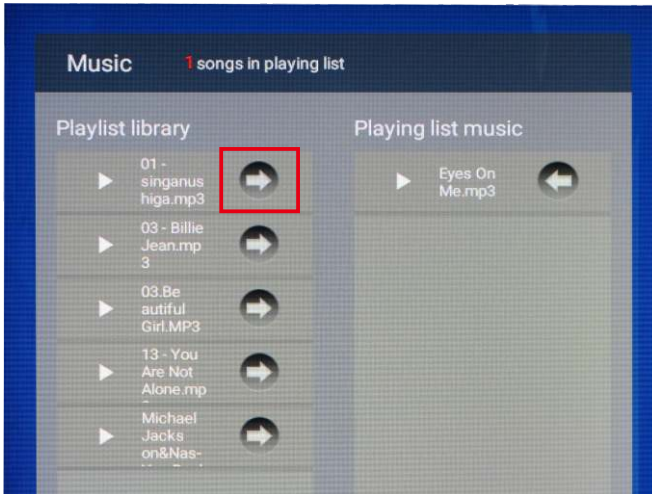 Music
1 songs in playing list
Playlist library
Playing list music
01 -
singanus
higa.mp3
Eyes On
Me.mp3
03 - Billie
Jean.mp
3
03.Be
autiful
Girl.MP3
13 - You
Are Not
Alone.mp
Michael
Jacks
on&Nas-